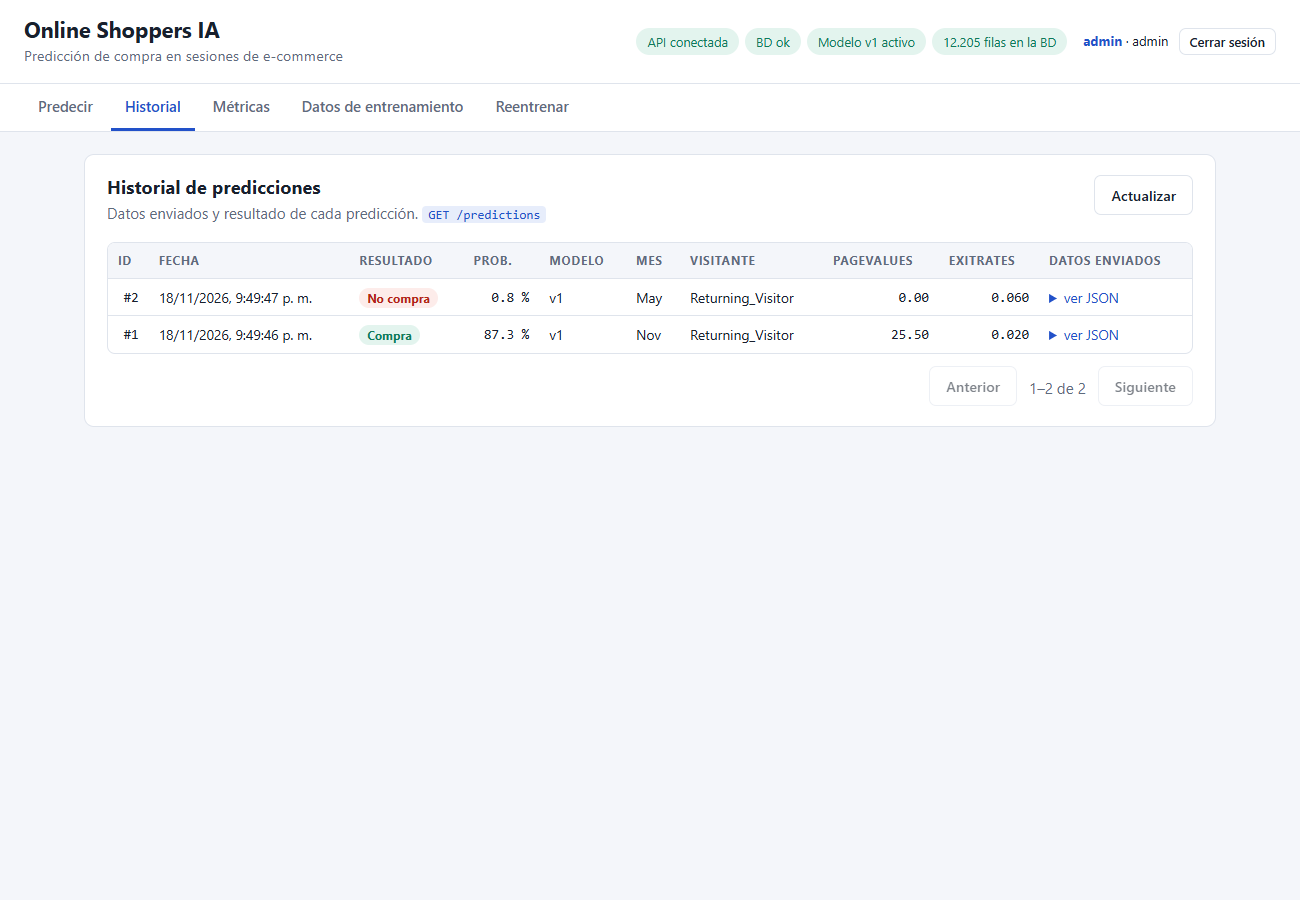 Online Shoppers IA
Predicción de compra en sesiones de e-commerce
API conectada BD ok Modelo v1 activo 12.205 filas en la BD admin · admin Cerrar sesión
Predecir Historial Métricas Datos de entrenamiento Reentrenar
Historial de predicciones
Datos enviados y resultado de cada predicción. GET /predictions
Actualizar
ID FECHA RESULTADO PROB. MODELO MES VISITANTE PAGEVALUES EXITRATES DATOS ENVIADOS
#2 18/11/2026, 9:49:47 p. m. No compra 0.8 % v1 May Returning_Visitor 0.00 0.060 ▶ ver JSON
#1 18/11/2026, 9:49:46 p. m. Compra 87.3 % v1 Nov Returning_Visitor 25.50 0.020 ▶ ver JSON
Anterior 1–2 de 2 Siguiente